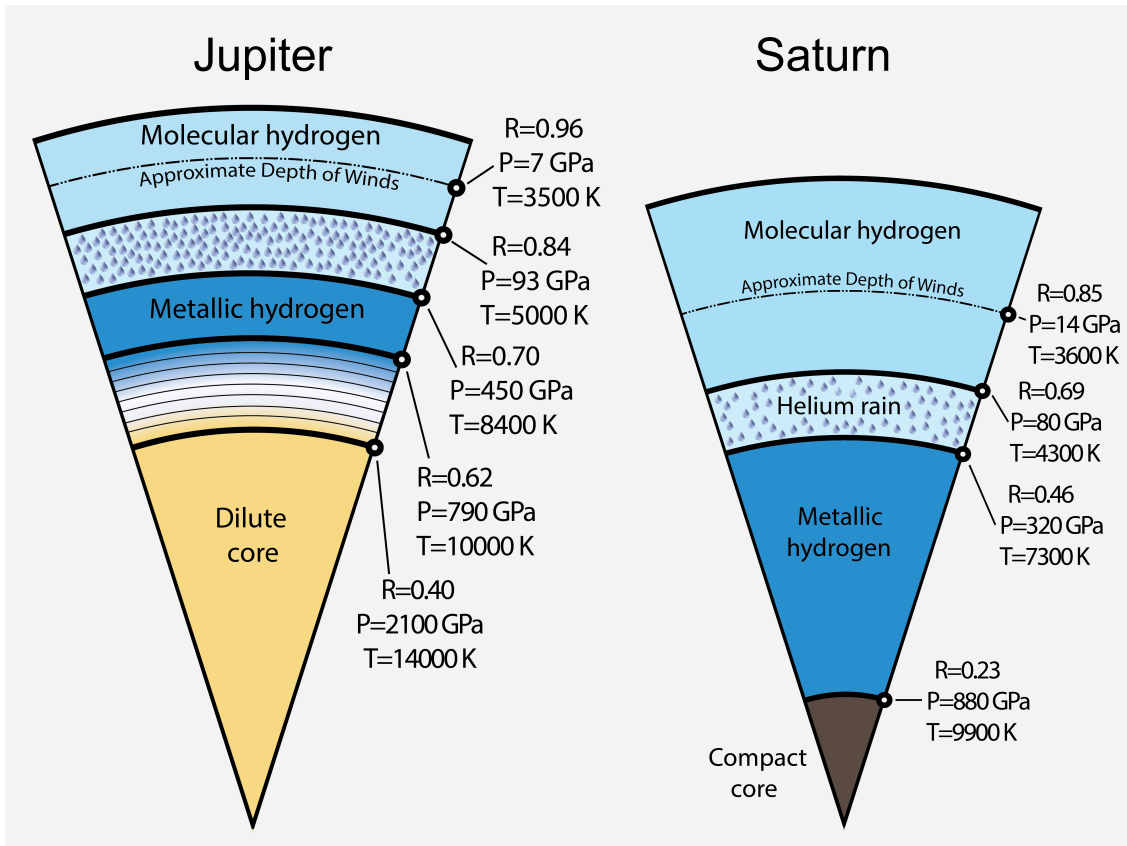 Jupiter
Molecular hydrogen
Approximate Depth of Winds
R=0.96
P=7 GPa
T=3500 K
R=0.84
P=93 GPa
T=5000 K
Metallic hydrogen
R=0.70
P=450 GPa
T=8400 K
R=0.62
P=790 GPa
T=10000 K
Dilute
core
R=0.40
P=2100 GPa
T=14000 K
Saturn
Molecular hydrogen
Approximate Depth of Winds
R=0.85
P=14 GPa
T=3600 K
Helium rain
R=0.69
P=80 GPa
T=4300 K
R=0.46
P=320 GPa
T=7300 K
Metallic
hydrogen
R=0.23
P=880 GPa
T=9900 K
Compact
core